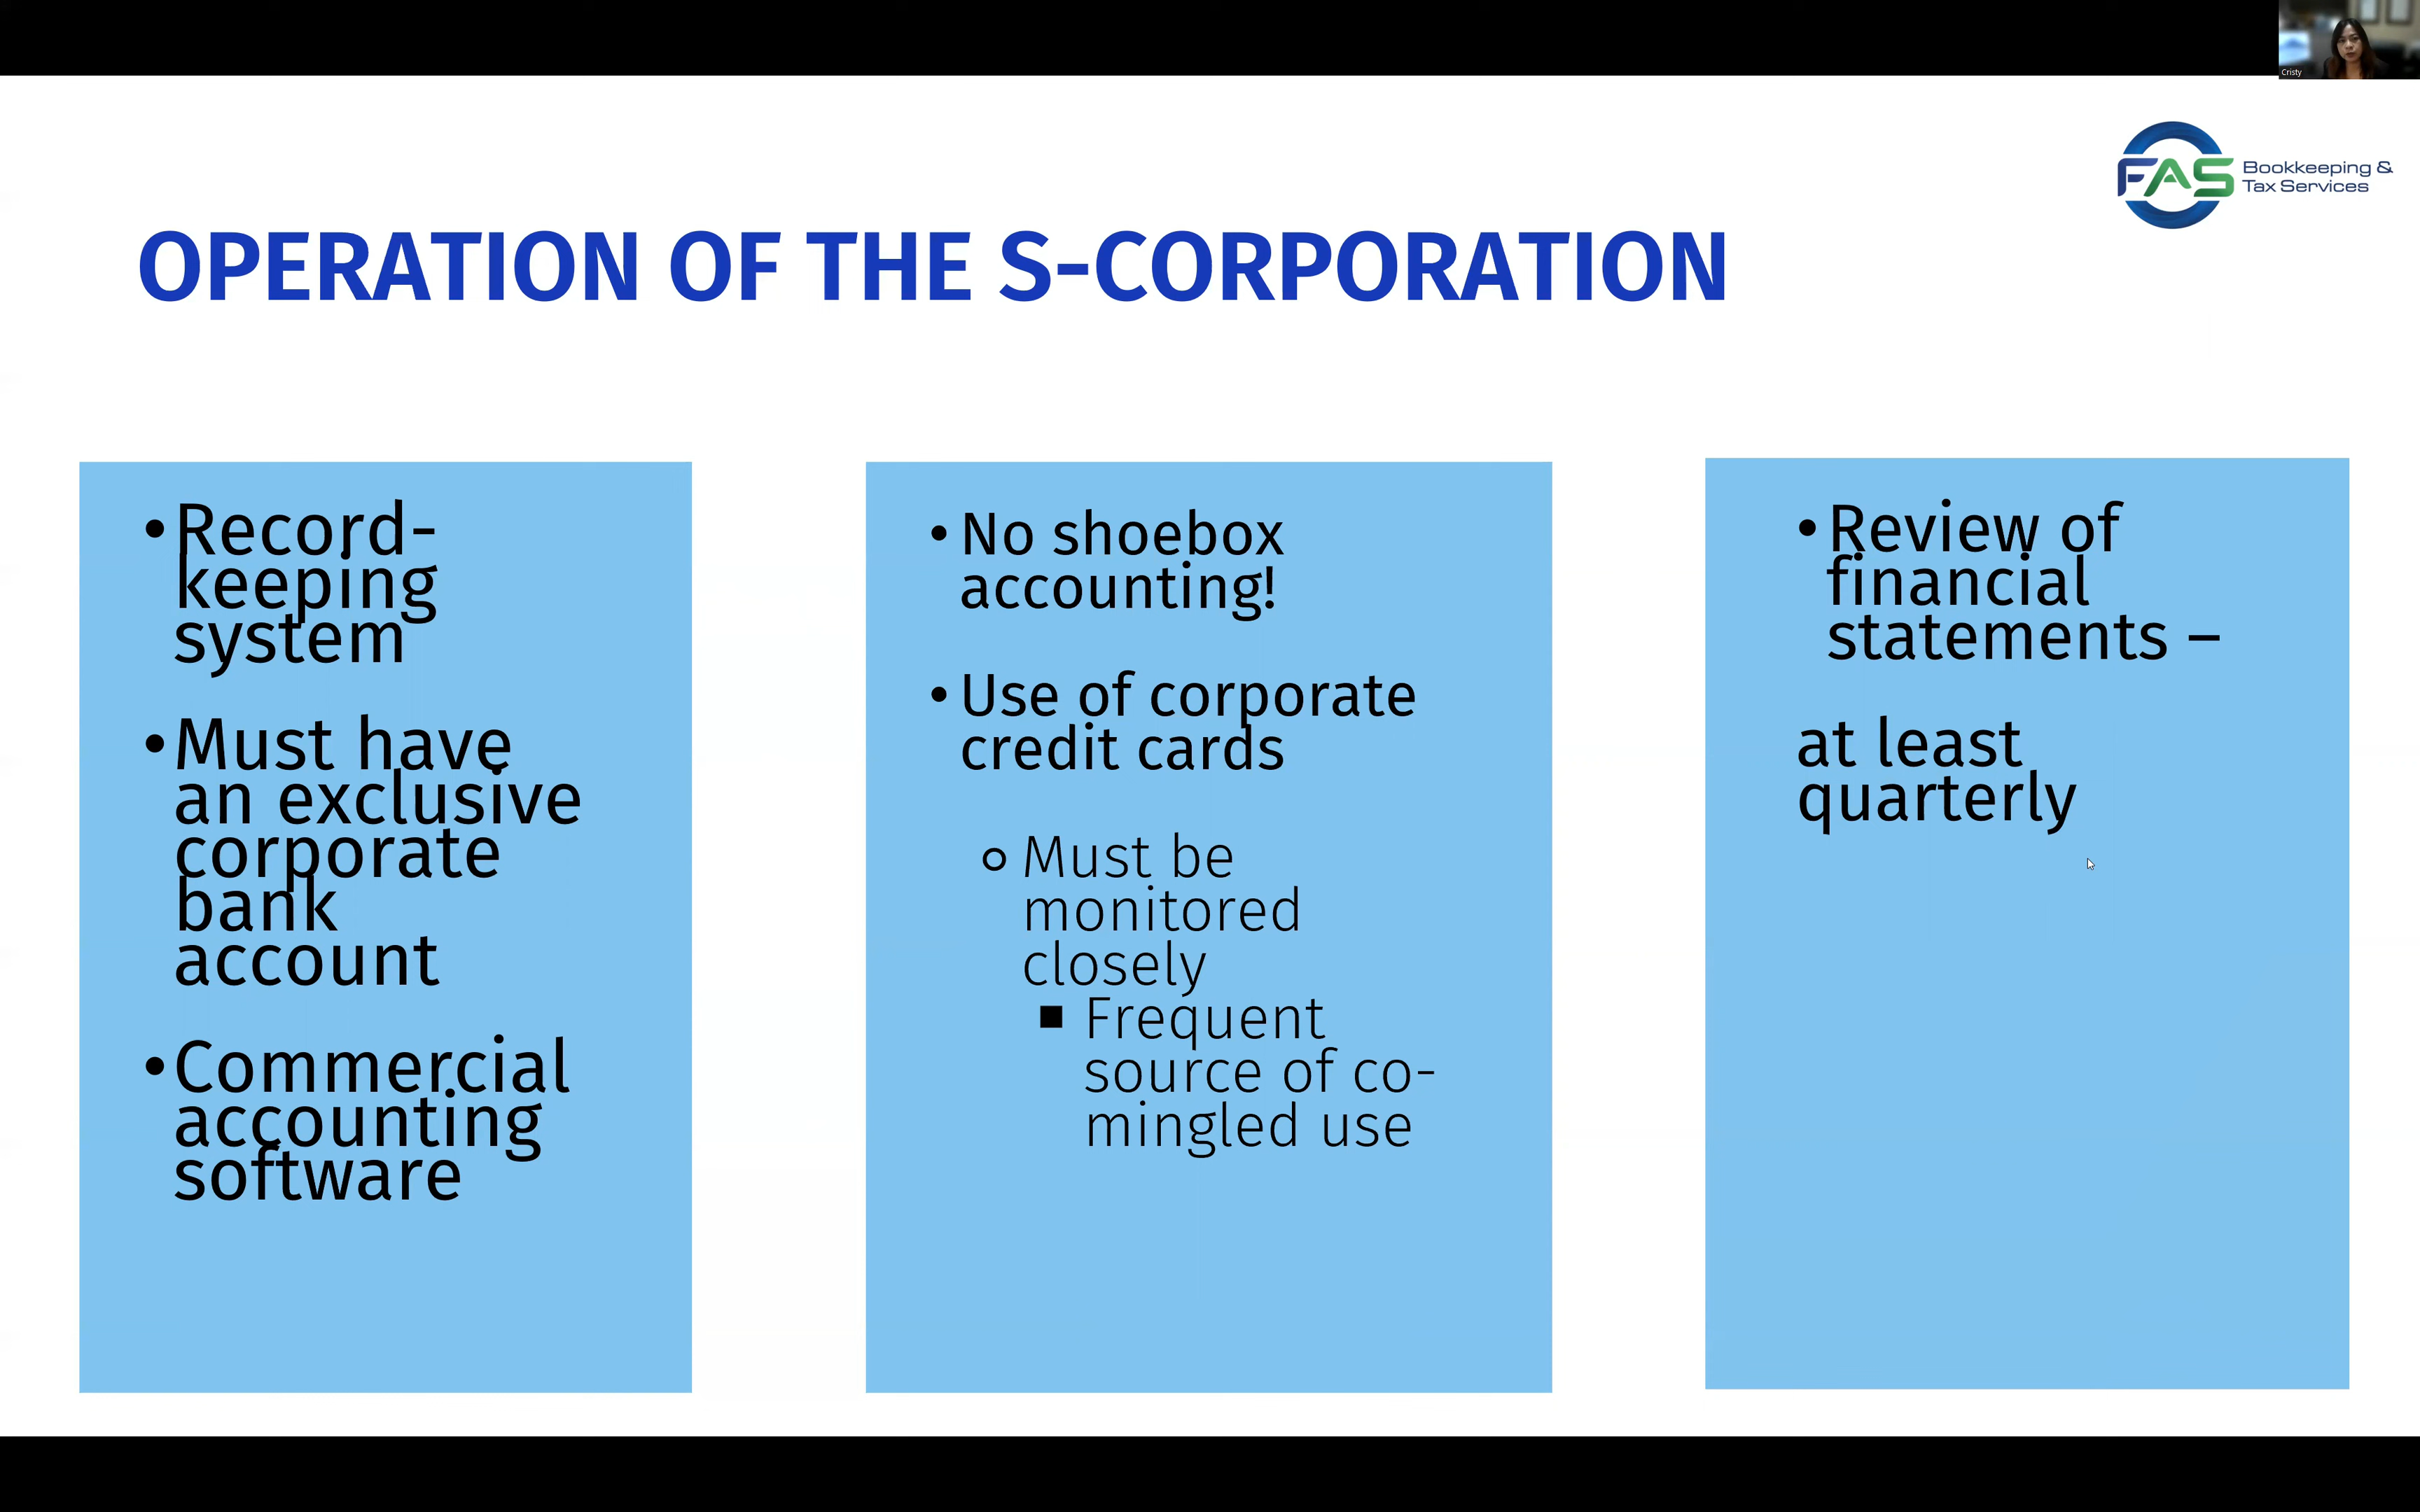 Cristy
FAS
Bookkeeping &
Tax Services
OPERATION OF THE S-CORPORATION
•Record-
keeping
system
•Must have
an exclusive
corporate
bank
account
•Commercial
accounting
software
•No shoebox
accounting!
•Use of corporate
credit cards
○Must be
monitored
closely
■Frequent
source of co-
mingled use
•Review of
financial
statements –
at least
quarterly